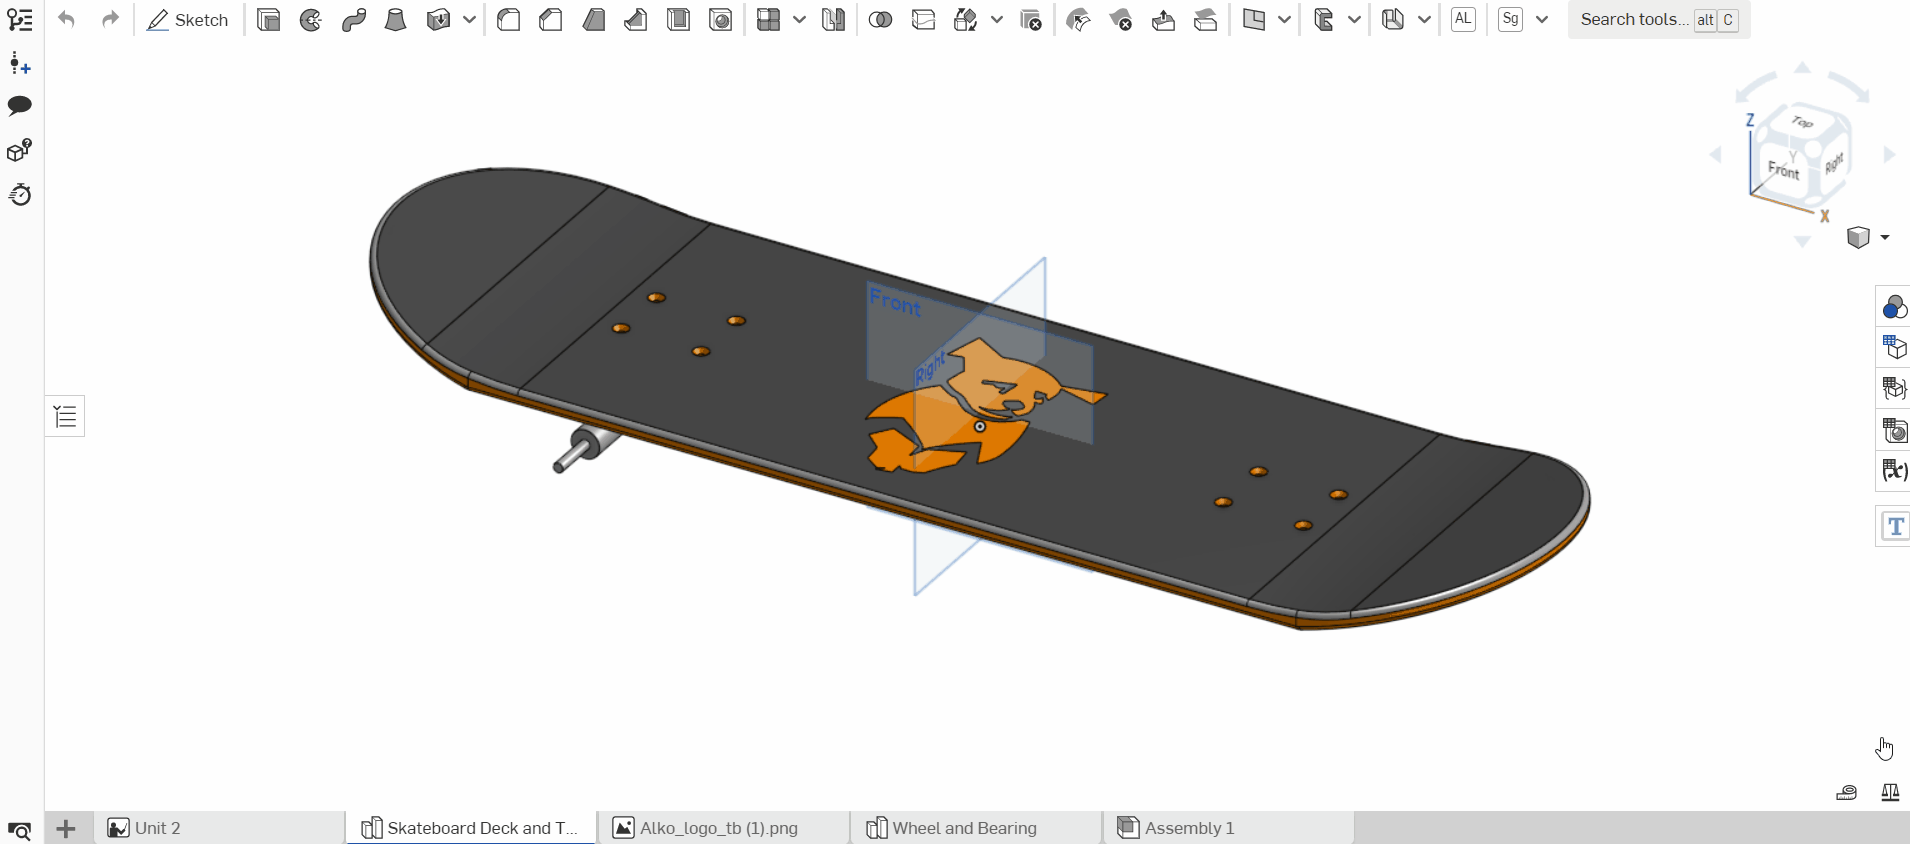 Sketch
AL
Sg
Search tools... alt C
Top
Front
Right
Z
Y
X
Front
Right
T
(x)
Unit 2
Skateboard Deck and T...
Alko_logo_tb (1).png
Wheel and Bearing
Assembly 1